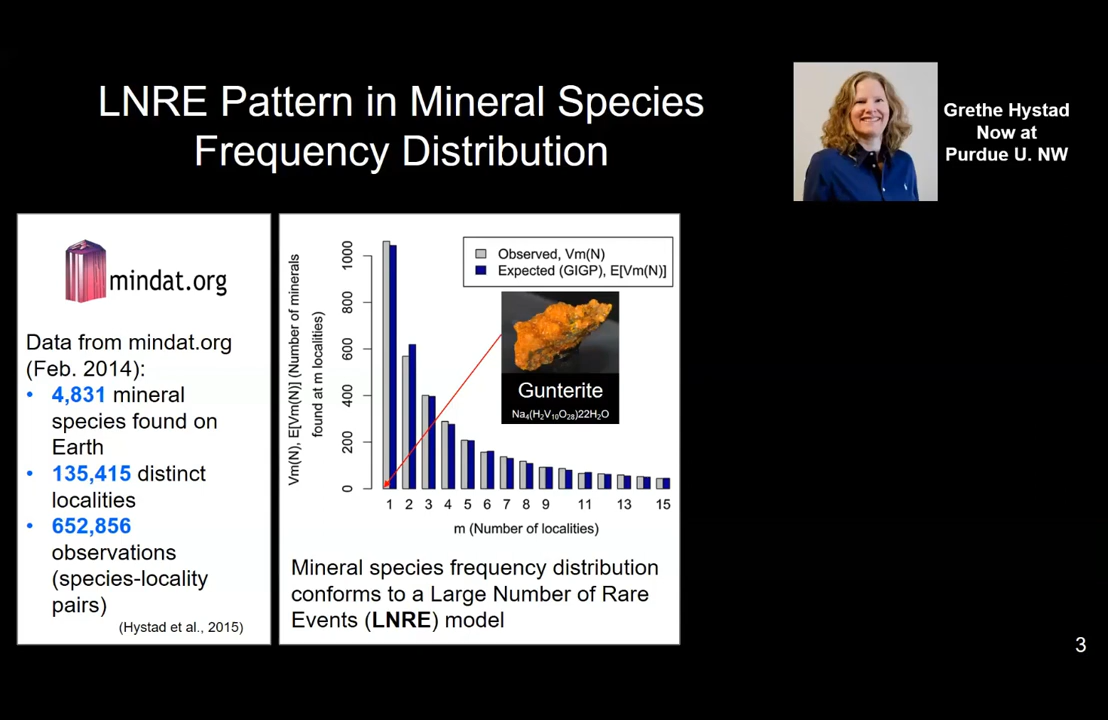 LNRE Pattern in Mineral Species
Frequency Distribution
Grethe Hystad
Now at
Purdue U. NW
mindat.org
Data from mindat.org
(Feb. 2014):
• 4,831 mineral
species found on
Earth
• 135,415 distinct
localities
• 652,856
observations
(species-locality
pairs)
(Hystad et al., 2015)
Vm(N), E[Vm(N)] (Number of minerals
found at m localities)
1000
800
600
400
200
0
Observed, Vm(N)
Expected (GIGP), E[Vm(N)]
Gunterite
Na₄(H₂V₁₀O₂₈)22H₂O
1 2 3 4 5 6 7 8 9 11 13 15
m (Number of localities)
Mineral species frequency distribution
conforms to a Large Number of Rare
Events (LNRE) model
3